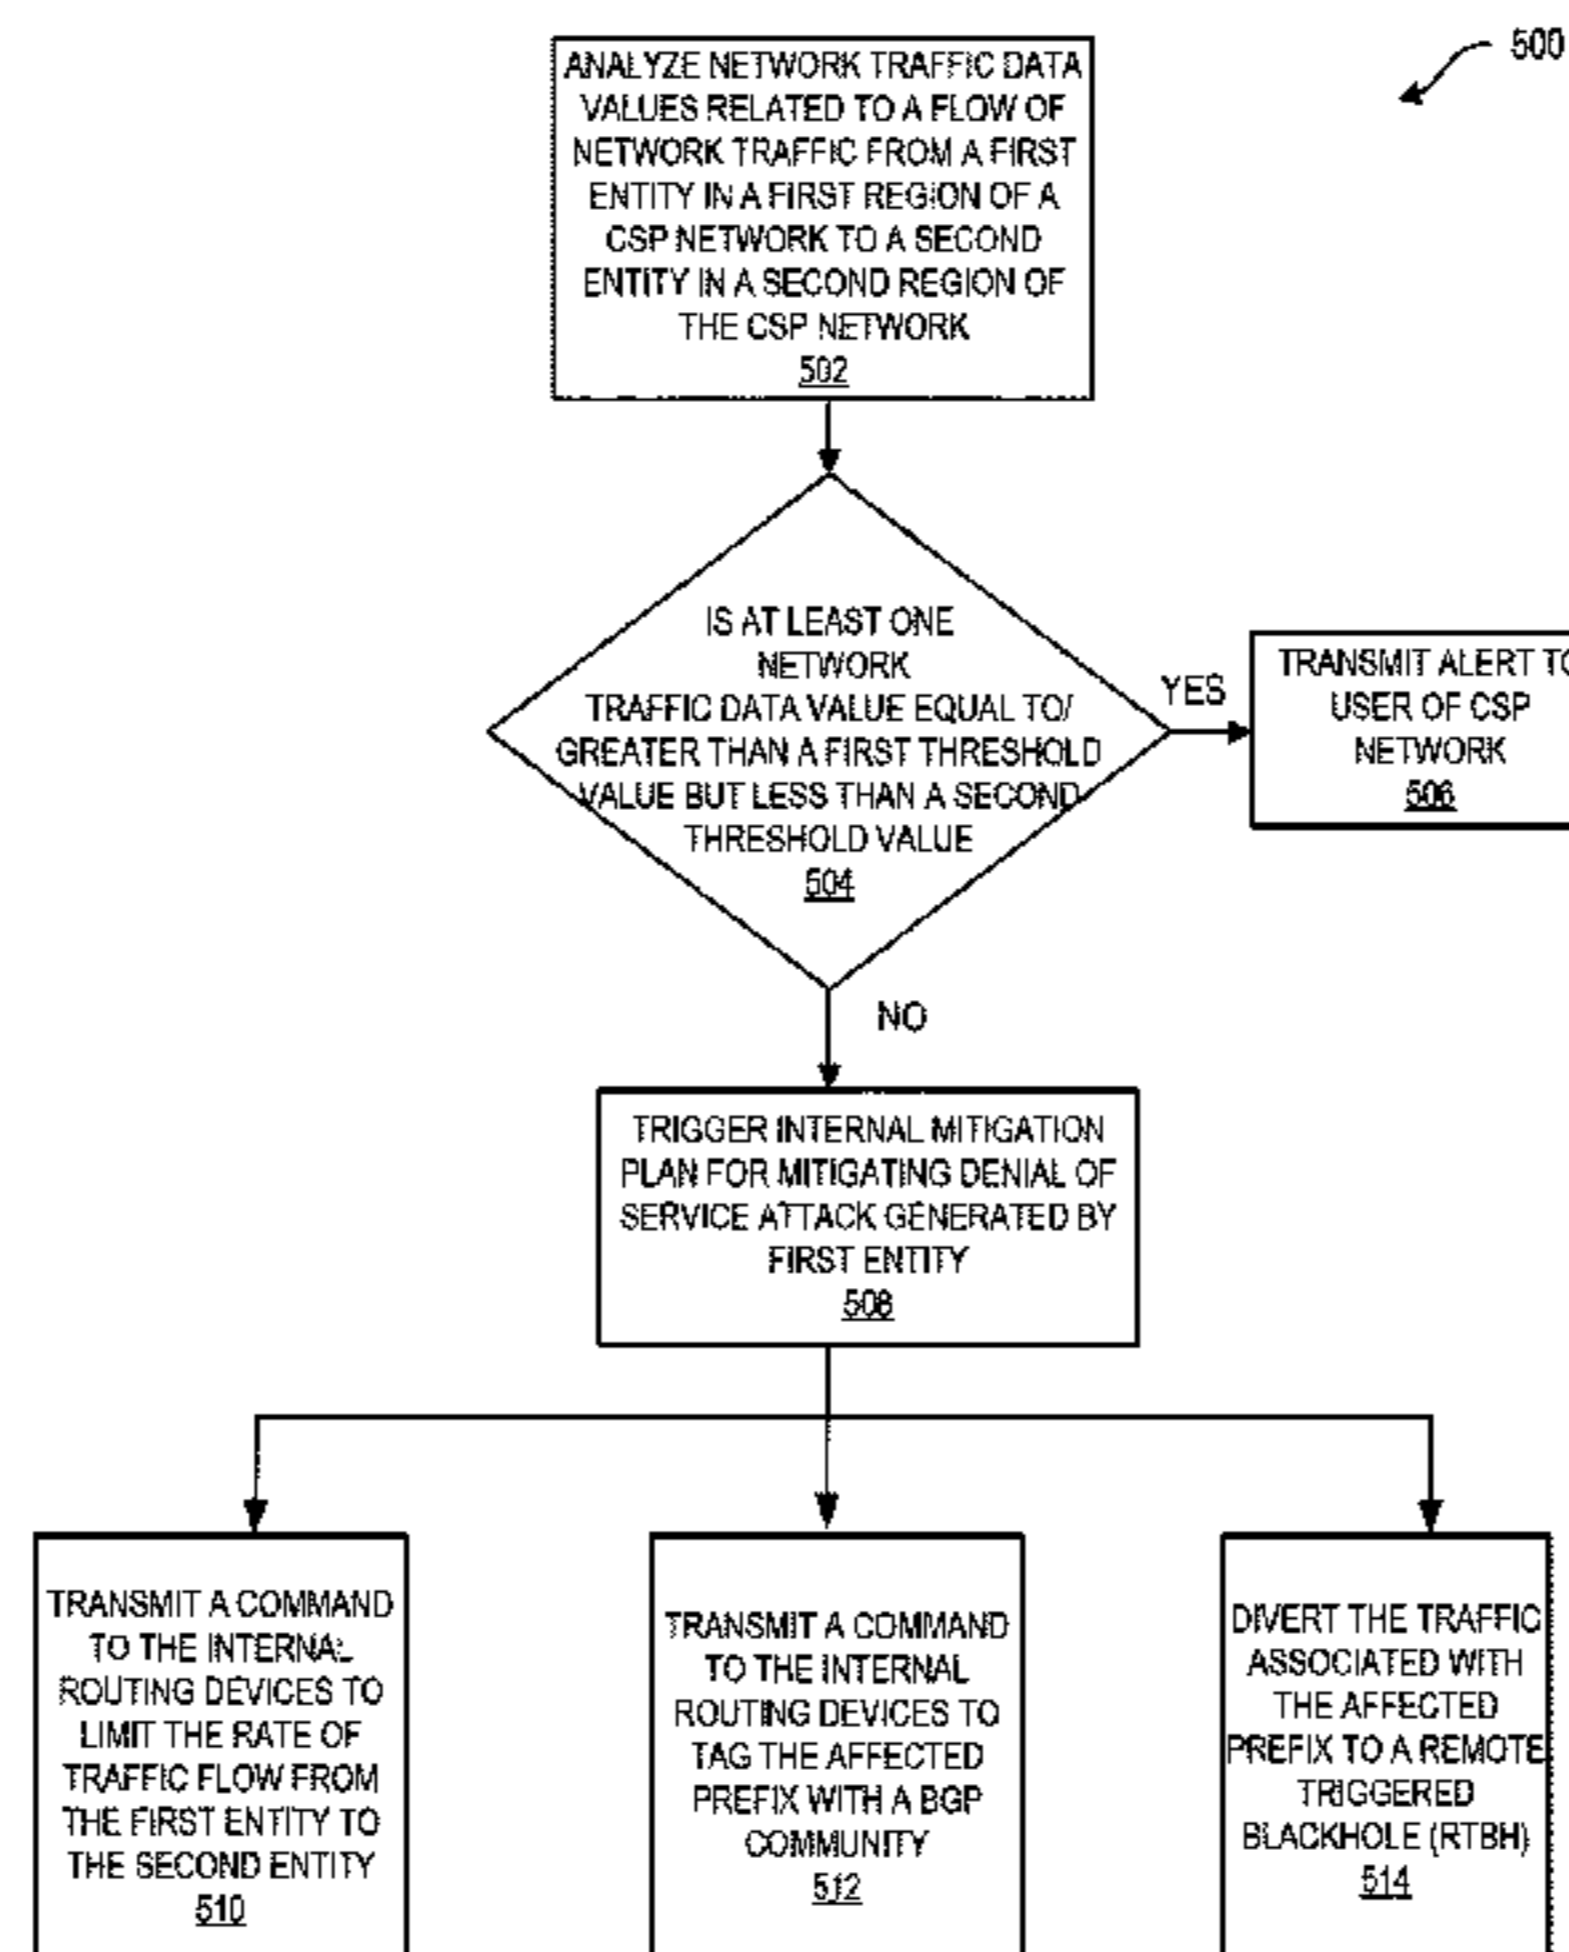 500
ANALYZE NETWORK TRAFFIC DATA
VALUES RELATED TO A FLOW OF
NETWORK TRAFFIC FROM A FIRST
ENTITY IN A FIRST REGION OF A
CSP NETWORK TO A SECOND
ENTITY IN A SECOND REGION OF
THE CSP NETWORK
502
IS AT LEAST ONE
NETWORK
TRAFFIC DATA VALUE EQUAL TO/
GREATER THAN A FIRST THRESHOLD
VALUE BUT LESS THAN A SECOND
THRESHOLD VALUE
504
YES
TRANSMIT ALERT TO
USER OF CSP
NETWORK
506
NO
TRIGGER INTERNAL MITIGATION
PLAN FOR MITIGATING DENIAL OF
SERVICE ATTACK GENERATED BY
FIRST ENTITY
508
TRANSMIT A COMMAND
TO THE INTERNAL
ROUTING DEVICES TO
LIMIT THE RATE OF
TRAFFIC FLOW FROM
THE FIRST ENTITY TO
THE SECOND ENTITY
510
TRANSMIT A COMMAND
TO THE INTERNAL
ROUTING DEVICES TO
TAG THE AFFECTED
PREFIX WITH A BGP
COMMUNITY
512
DIVERT THE TRAFFIC
ASSOCIATED WITH
THE AFFECTED
PREFIX TO A REMOTE
TRIGGERED
BLACKHOLE (RTBH)
514